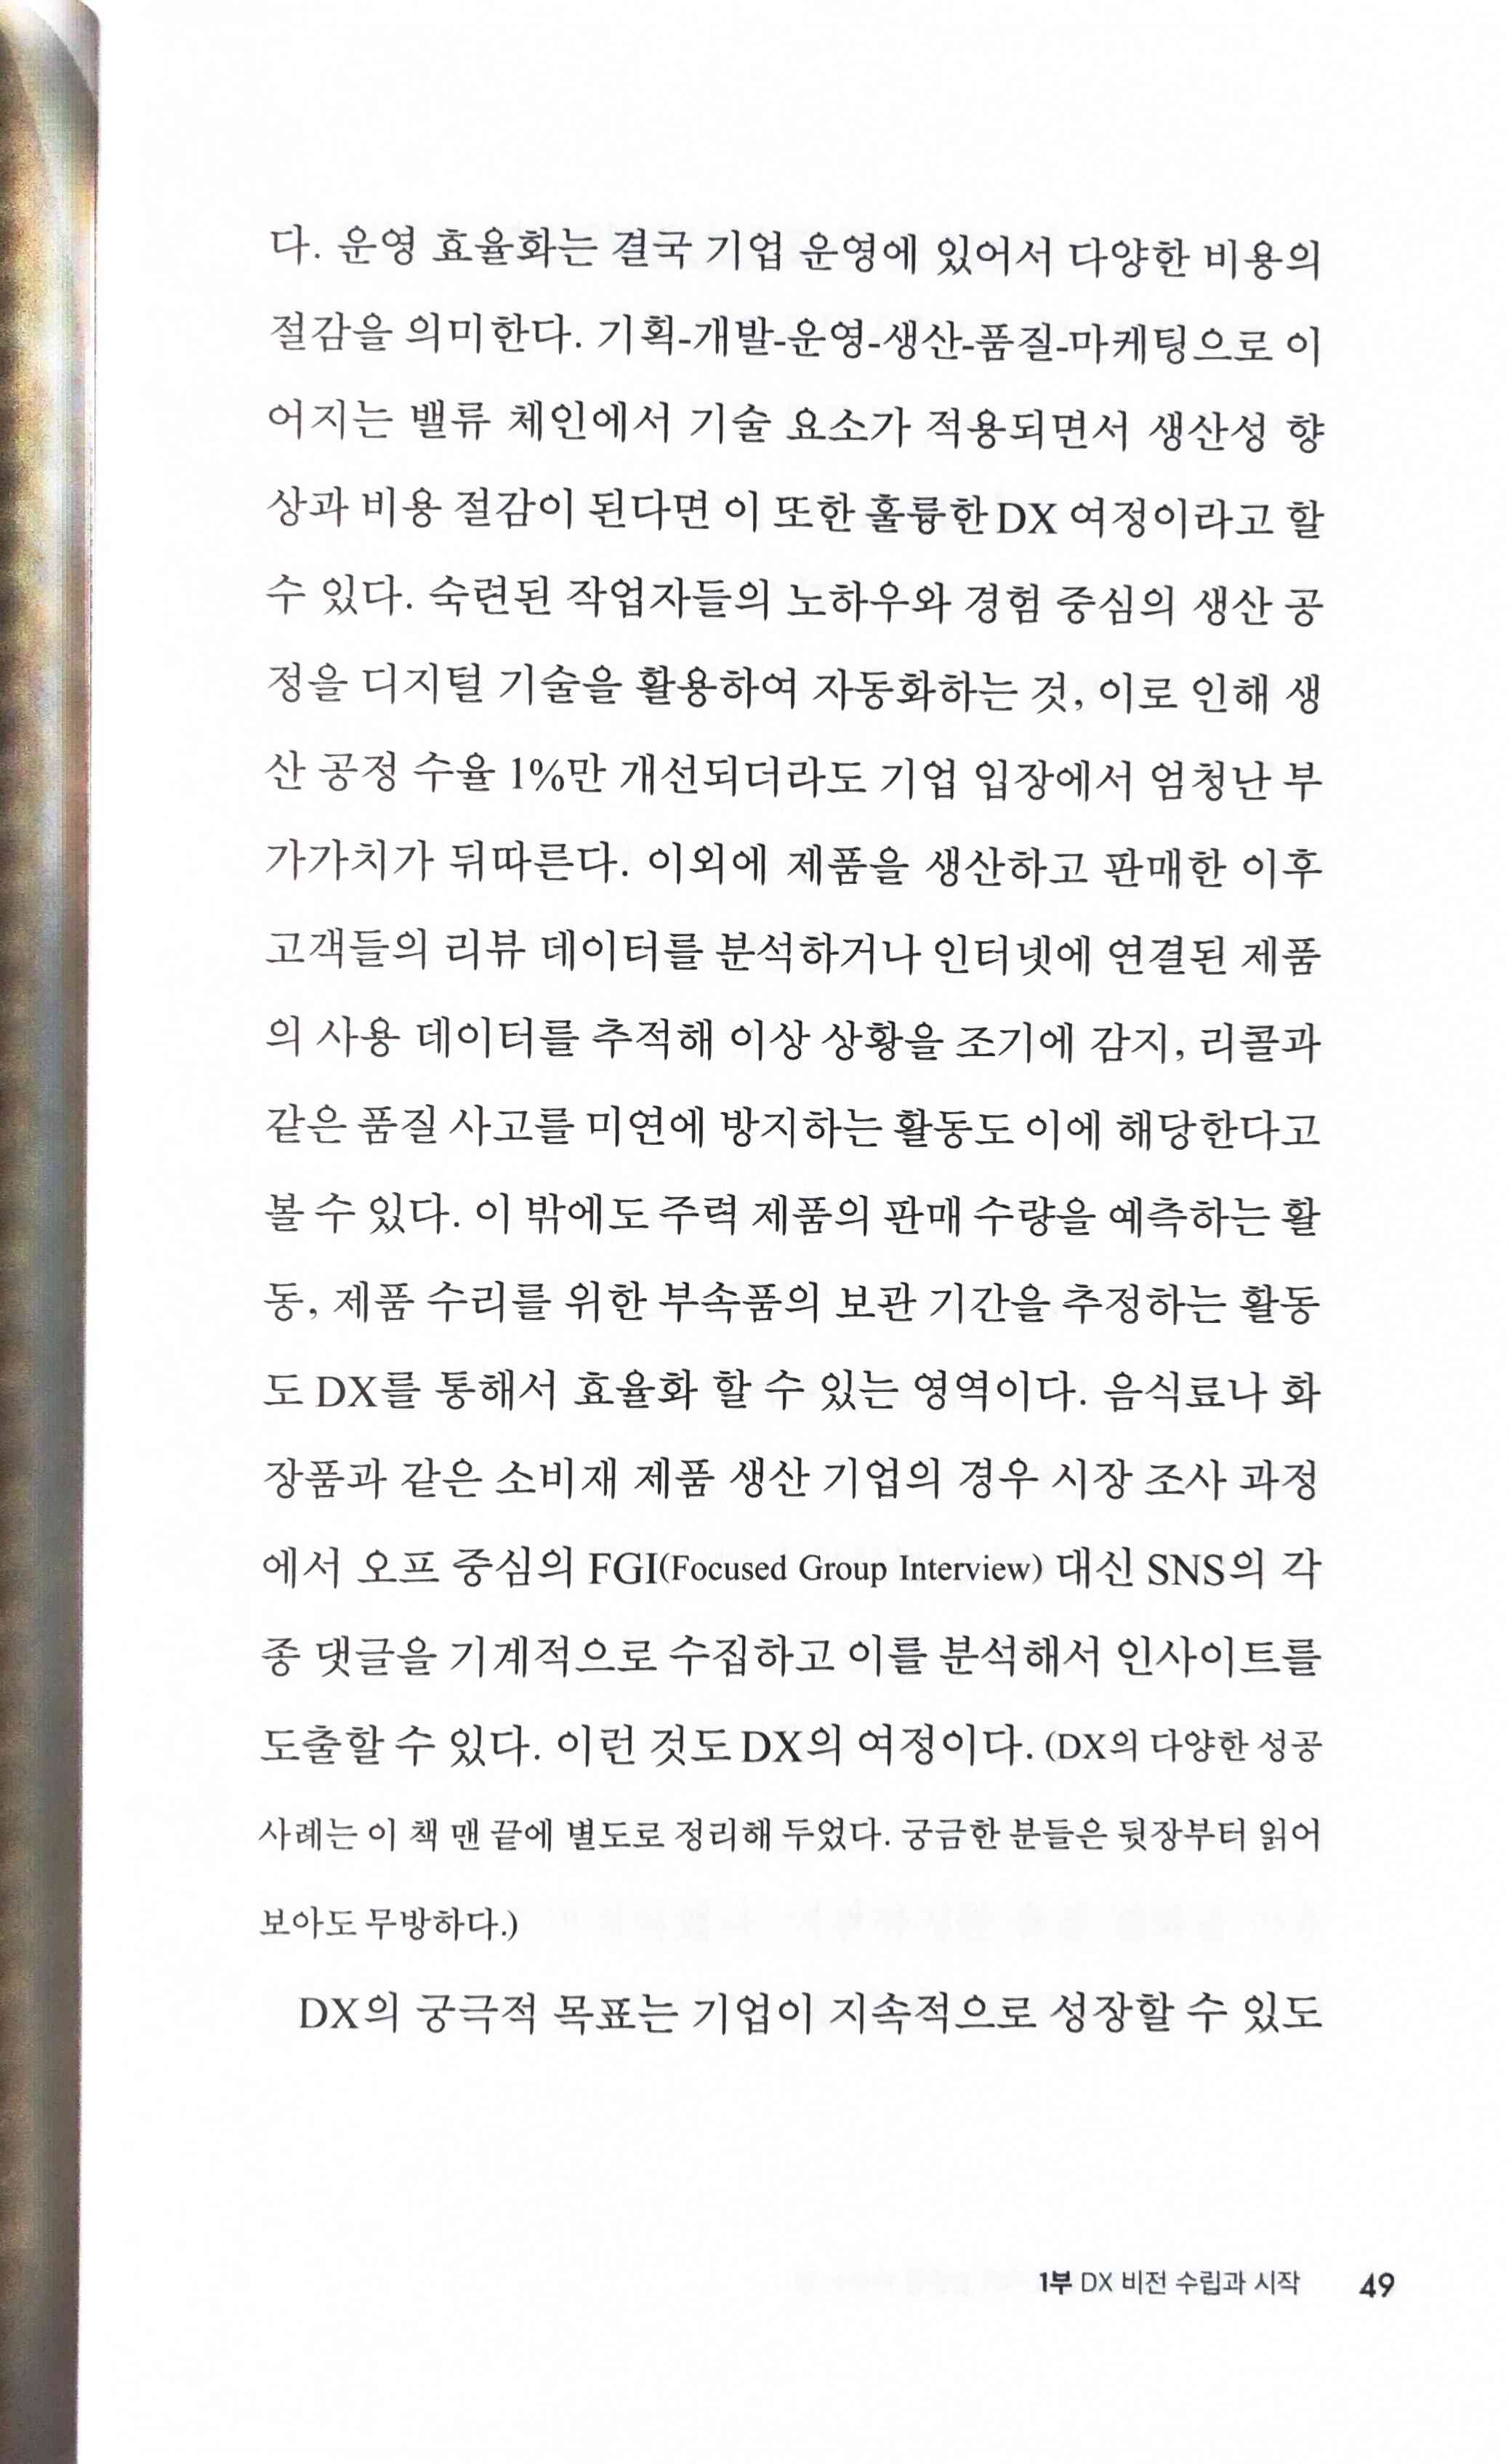 다. 운영 효율화는 결국 기업 운영에 있어서 다양한 비용의
절감을 의미한다. 기획-개발-운영-생산-품질-마케팅으로 이
어지는 밸류 체인에서 기술 요소가 적용되면서 생산성 향
상과 비용 절감이 된다면 이 또한 훌륭한 DX 여정이라고 할
수 있다. 숙련된 작업자들의 노하우와 경험 중심의 생산 공
정을 디지털 기술을 활용하여 자동화하는 것, 이로 인해 생
산 공정 수율 1%만 개선되더라도 기업 입장에서 엄청난 부
가가치가 뒤따른다. 이외에 제품을 생산하고 판매한 이후
고객들의 리뷰 데이터를 분석하거나 인터넷에 연결된 제품
의 사용 데이터를 추적해 이상 상황을 조기에 감지, 리콜과
같은 품질 사고를 미연에 방지하는 활동도 이에 해당한다고
볼 수 있다. 이 밖에도 주력 제품의 판매 수량을 예측하는 활
동, 제품 수리를 위한 부속품의 보관 기간을 추정하는 활동
도 DX를 통해서 효율화 할 수 있는 영역이다. 음식료나 화
장품과 같은 소비재 제품 생산 기업의 경우 시장 조사 과정
에서 오프 중심의 FGI(Focused Group Interview) 대신 SNS의 각
종 댓글을 기계적으로 수집하고 이를 분석해서 인사이트를
도출할 수 있다. 이런 것도 DX의 여정이다. (DX의 다양한 성공
사례는 이 책 맨 끝에 별도로 정리해 두었다. 궁금한 분들은 뒷장부터 읽어
보아도 무방하다.)
DX의 궁극적 목표는 기업이 지속적으로 성장할 수 있도
1부 DX 비전 수립과 시작 49